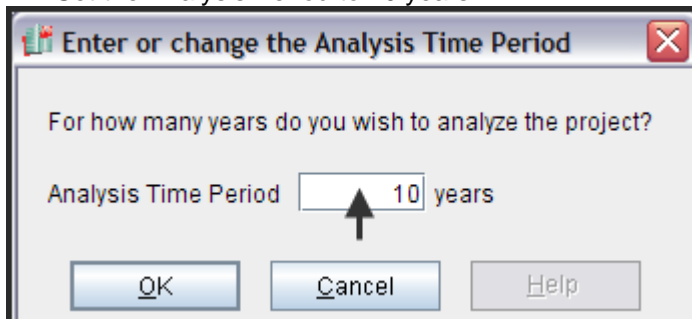 Enter or change the Analysis Time Period
For how many years do you wish to analyze the project?
Analysis Time Period 10 years
OK Cancel Help